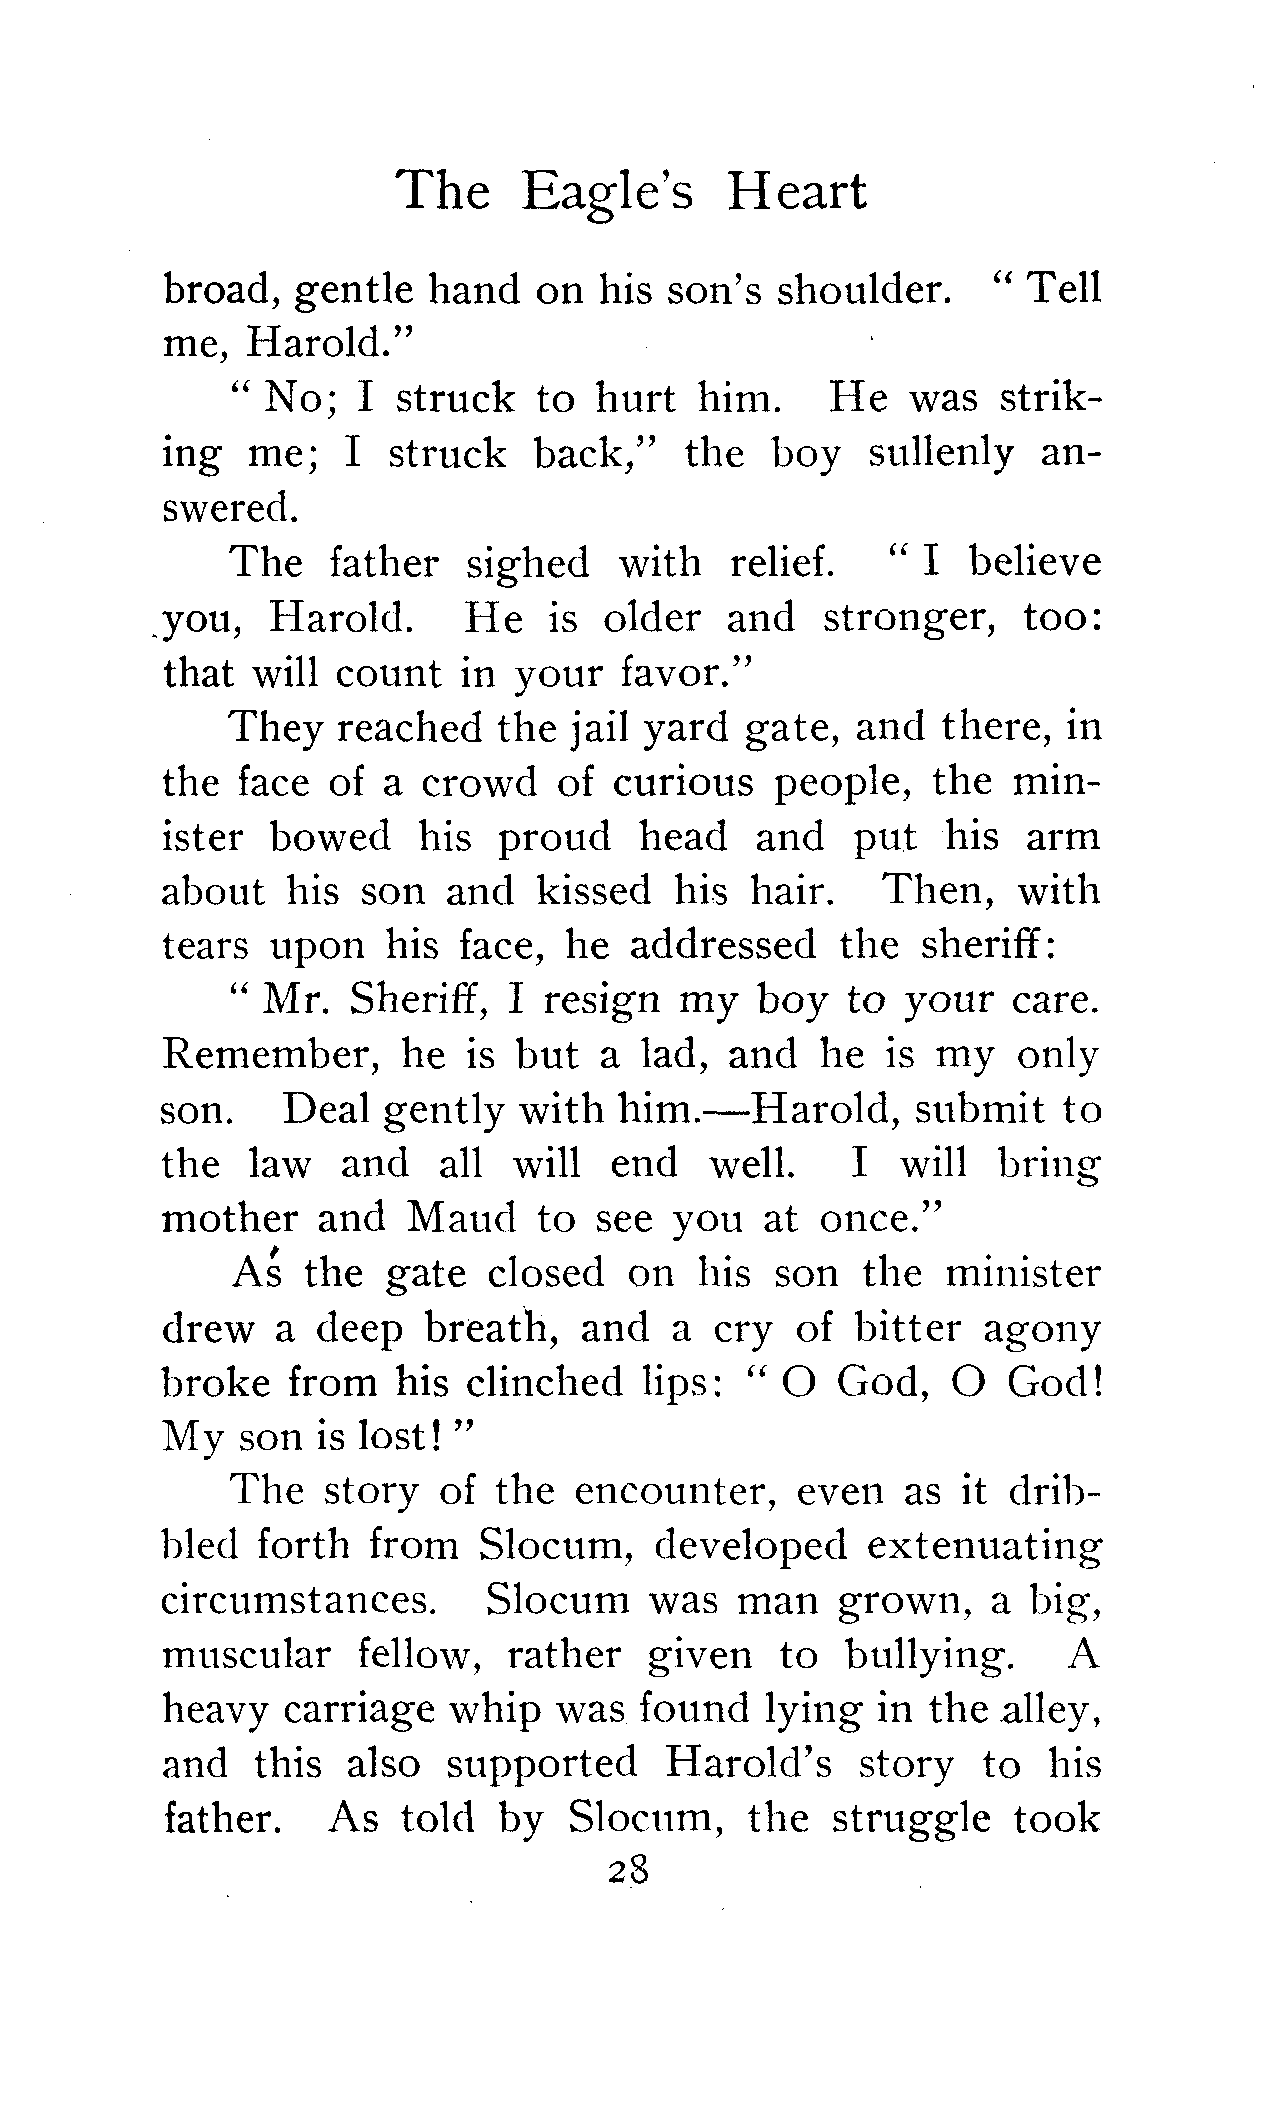 The Eagle's Heart
broad, gentle hand on his son's shoulder. " Tell
me, Harold."
" No; I struck to hurt him. He was strik-
ing me; I struck back," the boy sullenly an-
swered.
The father sighed with relief. " I believe
you, Harold. He is older and stronger, too:
that will count in your favor."
They reached the jail yard gate, and there, in
the face of a crowd of curious people, the min-
ister bowed his proud head and put his arm
about his son and kissed his hair. Then, with
tears upon his face, he addressed the sheriff:
" Mr. Sheriff, I resign my boy to your care.
Remember, he is but a lad, and he is my only
son. Deal gently with him.—Harold, submit to
the law and all will end well. I will bring
mother and Maud to see you at once."
As the gate closed on his son the minister
drew a deep breath, and a cry of bitter agony
broke from his clinched lips: " O God, O God!
My son is lost! "
The story of the encounter, even as it drib-
bled forth from Slocum, developed extenuating
circumstances. Slocum was man grown, a big,
muscular fellow, rather given to bullying. A
heavy carriage whip was found lying in the alley,
and this also supported Harold's story to his
father. As told by Slocum, the struggle took
28